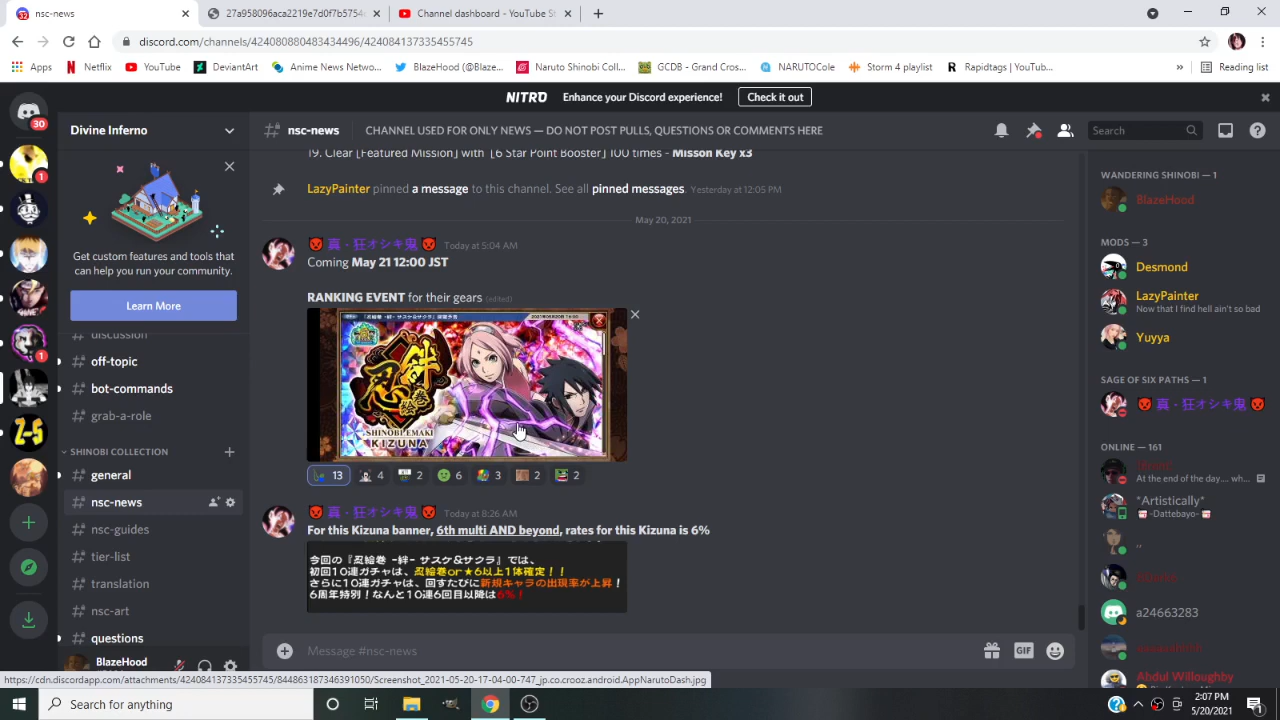 nsc-news
27a958096aca2219e7d0f7b5754a
Channel dashboard - YouTube St
discord.com/channels/424080880483434496/424084137335455745
Apps
Netflix
YouTube
DeviantArt
Anime News Netwo...
BlazeHood (@Blaze...
Naruto Shinobi Coll...
GCDB - Grand Cros...
NARUTOCole
Storm 4 playlist
Rapidtags | YouTub...
»
Reading list
NITRO Enhance your Discord experience! Check it out
Divine Inferno
nsc-news
CHANNEL USED FOR ONLY NEWS — DO NOT POST PULLS, QUESTIONS OR COMMENTS HERE
Search
30
1
1
Z-S
Get custom features and tools that
can help you run your community.
Learn More
discussion
off-topic
bot-commands
grab-a-role
SHINOBI COLLECTION
general
nsc-news
nsc-guides
tier-list
translation
nsc-art
questions
BlazeHood
19. Clear [Featured Mission] with [6 Star Point Booster] 100 times - Misson Key x3
LazyPainter pinned a message to this channel. See all pinned messages. Yesterday at 12:05 PM
May 20, 2021
真・狂オシキ鬼 Today at 5:04 AM
Coming May 21 12:00 JST
RANKING EVENT for their gears (edited)
忍絵巻
絆
SHINOBI EMAKI
KIZUNA
13
4
2
6
3
2
2
真・狂オシキ鬼 Today at 8:26 AM
For this Kizuna banner, 6th multi AND beyond, rates for this Kizuna is 6%
今回の『忍絵巻 -絆- サスケ&サクラ』では、
初回10連ガチャは、忍絵巻or★6以上1体確定！！
さらに10連ガチャは、回すたびに新規キャラの出現率が上昇！
6周年特別！なんと10連6回目以降は6%！
Message #nsc-news
GIF
WANDERING SHINOBI — 1
BlazeHood
MODS — 3
Desmond
LazyPainter
Now that I find hell ain't so bad
Yuyya
SAGE OF SIX PATHS — 1
真・狂オシキ鬼
ONLINE — 161
At the end of the day.... wh...
*Artistically*
-Dattebayo-
a24663283
Abdul Willoughby
https://cdn.discordapp.com/attachments/424084137335455745/844863187346391050/Screenshot_2021-05-20-17-04-00-747_jp.co.crooz.android.AppNarutoDash.jpg
Type here to search
2:07 PM
5/20/2021